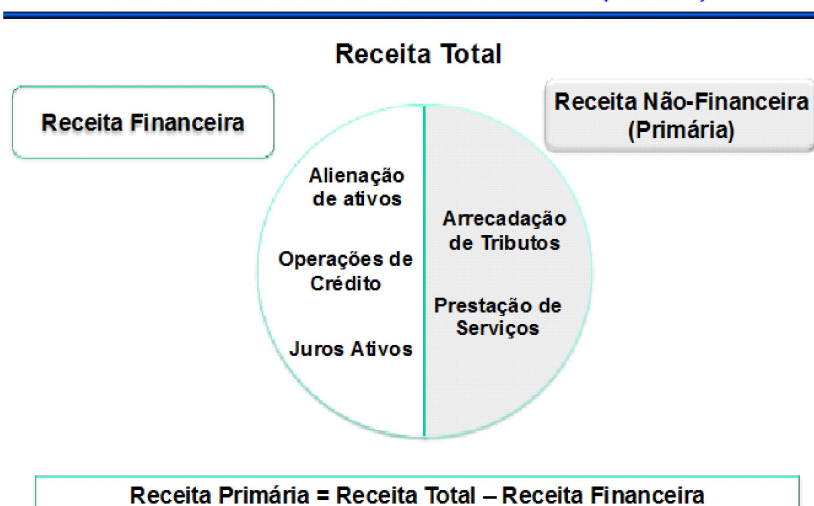 Receita Total
Receita Financeira
Receita Não-Financeira
(Primária)
Alienação
de ativos
Operações de
Crédito
Juros Ativos
Arrecadação
de Tributos
Prestação de
Serviços
Receita Primária = Receita Total – Receita Financeira